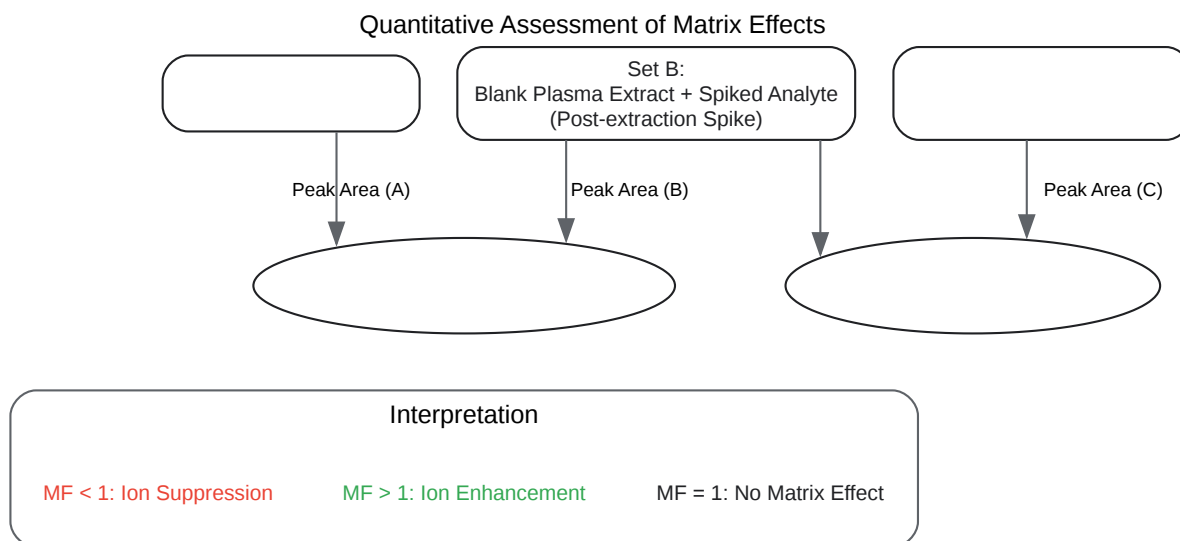 Quantitative Assessment of Matrix Effects
Set B:
Blank Plasma Extract + Spiked Analyte
(Post-extraction Spike)
Peak Area (A)
Peak Area (B)
Peak Area (C)
Interpretation
MF < 1: Ion Suppression
MF > 1: Ion Enhancement
MF = 1: No Matrix Effect